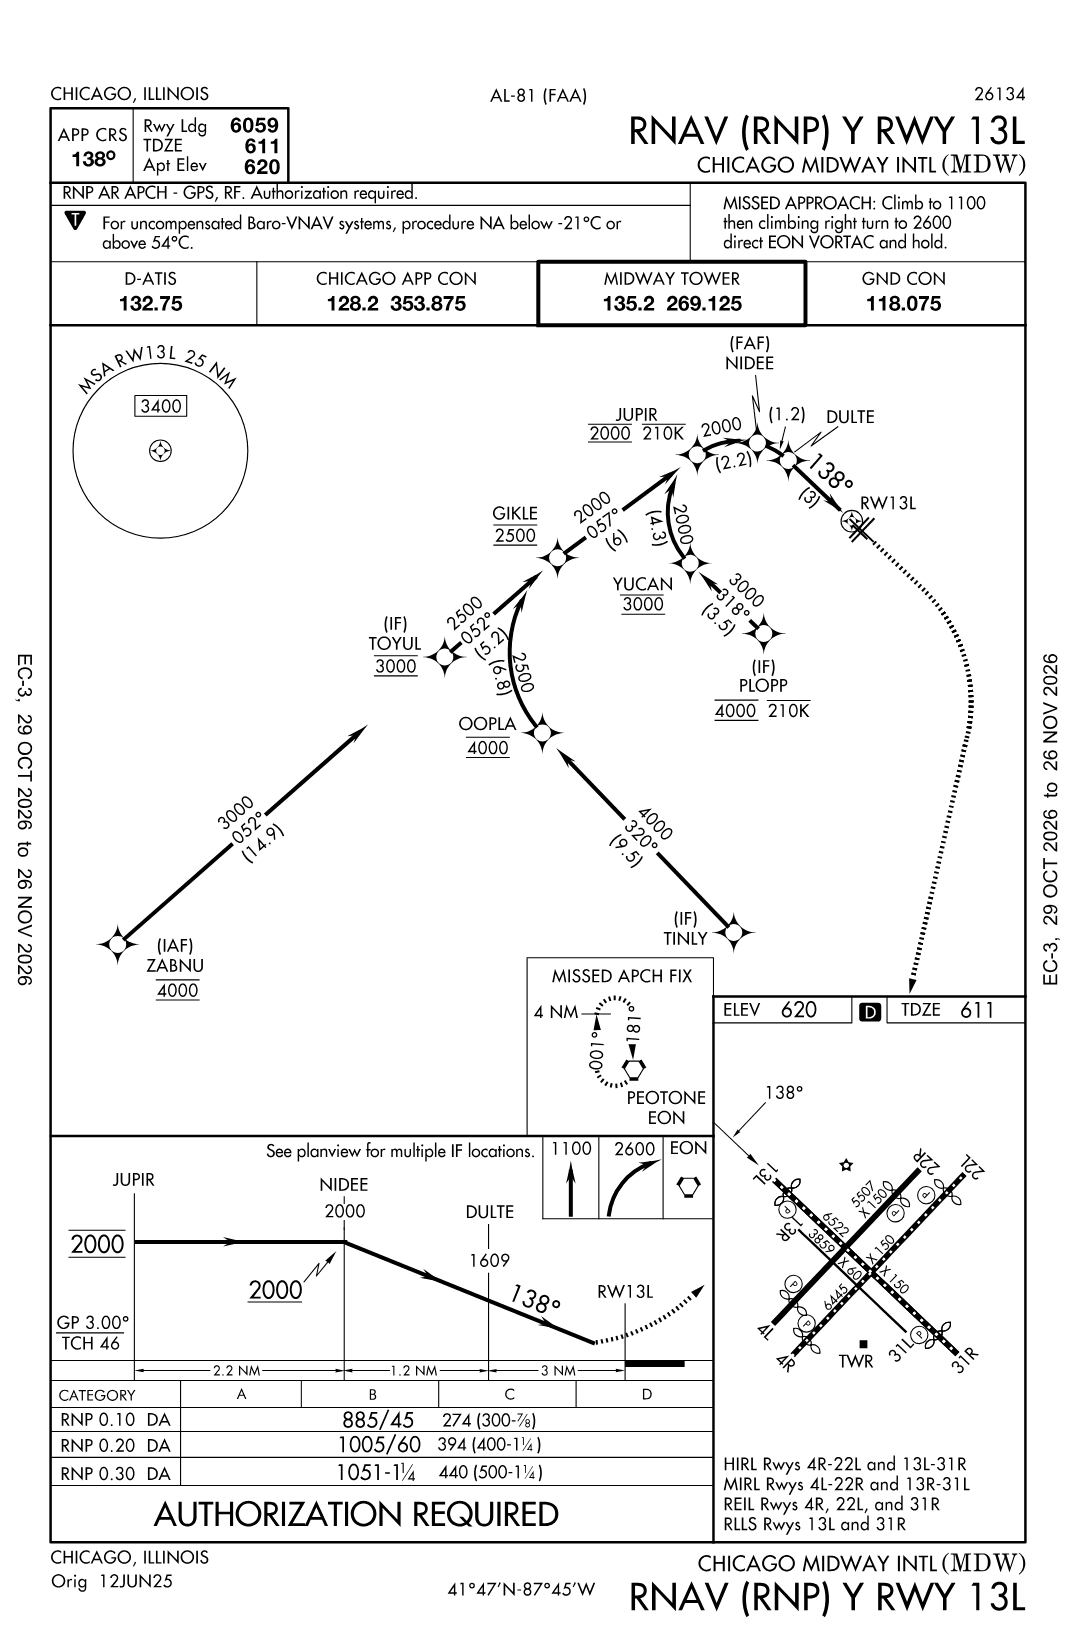 CHICAGO, ILLINOIS
AL-81 (FAA)
26134
APP CRS
138°
Rwy Ldg 6059
TDZE 611
Apt Elev 620
RNAV (RNP) Y RWY 13L
CHICAGO MIDWAY INTL (MDW)
RNP AR APCH - GPS, RF. Authorization required.
T
For uncompensated Baro-VNAV systems, procedure NA below -21°C or
above 54°C.
MISSED APPROACH: Climb to 1100
then climbing right turn to 2600
direct EON VORTAC and hold.
D-ATIS
132.75
CHICAGO APP CON
128.2 353.875
MIDWAY TOWER
135.2 269.125
GND CON
118.075
MSA RW13L 25 NM
3400
(FAF)
NIDEE
JUPIR
2000 210K
2000
(2.2)
(1.2)
DULTE
138°
(3)
RW13L
GIKLE
2500
2000
057°
(6)
2000
(4.3)
YUCAN
3000
3000
318°
(3.5)
(IF)
PLOPP
4000 210K
(IF)
TOYUL
3000
2500
052°
(5.2)
2500
(6.8)
OOPLA
4000
3000
052°
(14.9)
4000
320°
(9.5)
(IF)
TINLY
(IAF)
ZABNU
4000
EC-3, 29 OCT 2026 to 26 NOV 2026
EC-3, 29 OCT 2026 to 26 NOV 2026
MISSED APCH FIX
4 NM
181°
001°
PEOTONE
EON
ELEV 620
D
TDZE 611
138°
13L
13R
22R
22L
4L
4R
31L
31R
5507
X 150
6522
X 150
3859
X 60
6445
X 150
P
P
P
P
P
P
TWR
HIRL Rwys 4R-22L and 13L-31R
MIRL Rwys 4L-22R and 13R-31L
REIL Rwys 4R, 22L, and 31R
RLLS Rwys 13L and 31R
See planview for multiple IF locations.
1100
2600
EON
JUPIR
2000
NIDEE
2000
2000
DULTE
1609
138°
RW13L
GP 3.00°
TCH 46
2.2 NM
1.2 NM
3 NM
CATEGORY A B C D
RNP 0.10 DA 885/45 274 (300-⅞)
RNP 0.20 DA 1005/60 394 (400-1¼)
RNP 0.30 DA 1051-1¼ 440 (500-1¼)
AUTHORIZATION REQUIRED
CHICAGO, ILLINOIS
Orig 12JUN25
41°47'N-87°45'W
CHICAGO MIDWAY INTL (MDW)
RNAV (RNP) Y RWY 13L